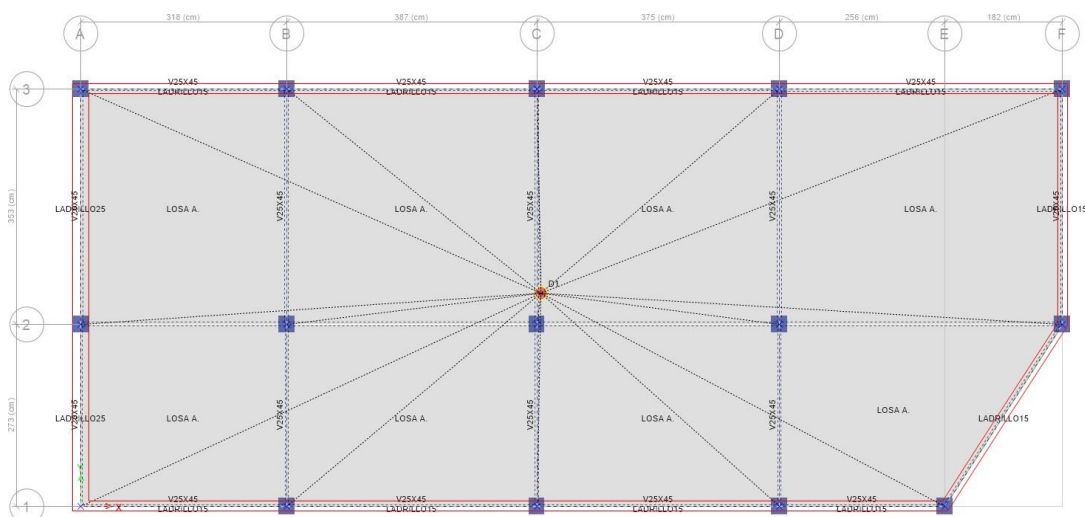 318 (cm) 387 (cm) 375 (cm) 256 (cm) 182 (cm)
A B C D E F
V25X45 V25X45 V25X45 V25X45
3
LADRILLO15 LADRILLO15 LADRILLO15 LADRILLO15
353 (cm)
V25X45 V25X45 V25X45 V25X45 V25X45
LADRILLO25 LOSA A. LOSA A. LOSA A. LOSA A. LADRILLO15
D1
2
273 (cm)
V25X45 V25X45 V25X45 V25X45
LOSA A.
LADRILLO25 LOSA A. LOSA A. LOSA A. LADRILLO15
V25X45 V25X45 V25X45 V25X45
1
X
LADRILLO15 LADRILLO15 LADRILLO15 LADRILLO15